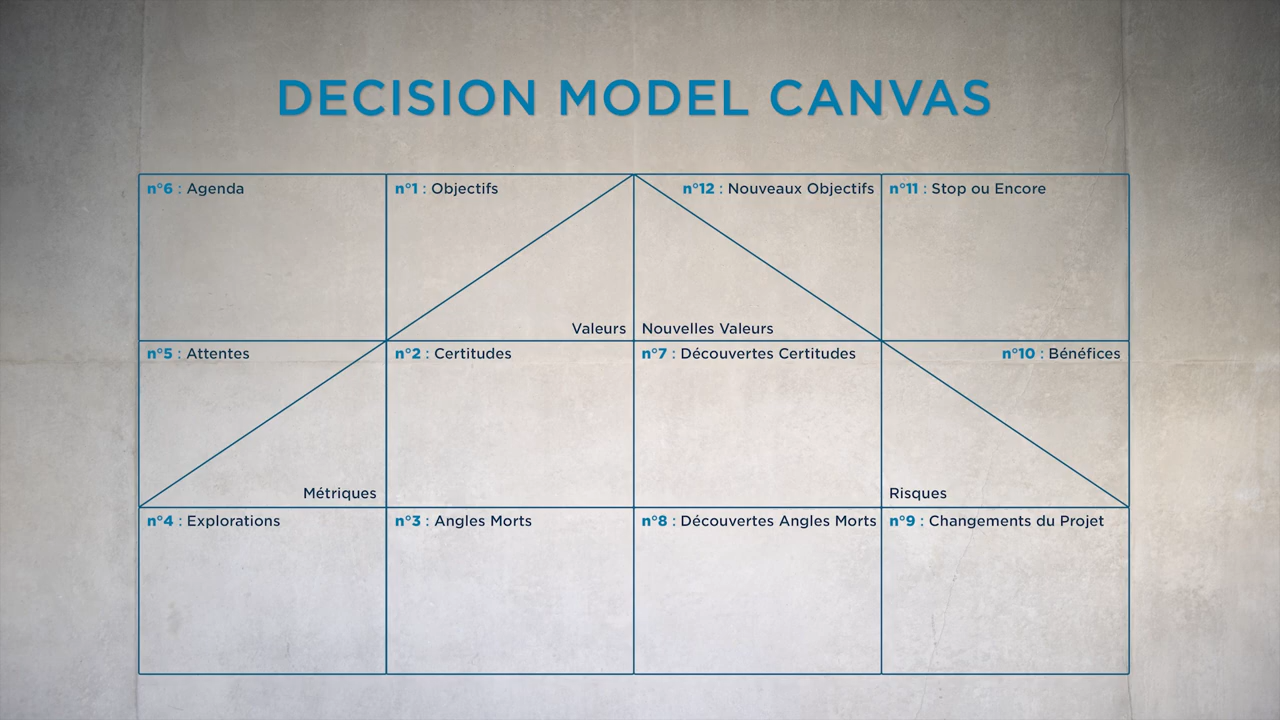 DECISION MODEL CANVAS
n°6 : Agenda
n°1 : Objectifs
n°12 : Nouveaux Objectifs
n°11 : Stop ou Encore
Valeurs
Nouvelles Valeurs
n°5 : Attentes
n°2 : Certitudes
n°7 : Découvertes Certitudes
n°10 : Bénéfices
Métriques
Risques
n°4 : Explorations
n°3 : Angles Morts
n°8 : Découvertes Angles Morts
n°9 : Changements du Projet